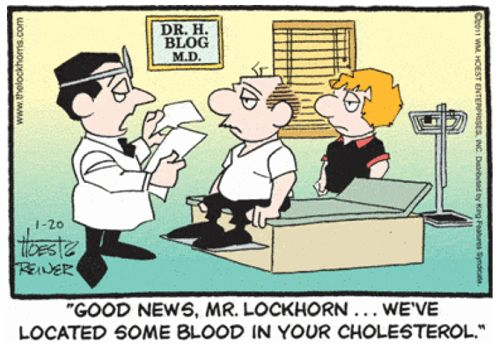 DR. H.
BLOG
M.D.
www.thelockhorns.com
©2011 WM. HOEST ENTERPRISES, INC. Distributed by King Features Syndicate.
1-20
HOEST &
REINER
"GOOD NEWS, MR. LOCKHORN ... WE'VE
LOCATED SOME BLOOD IN YOUR CHOLESTEROL."